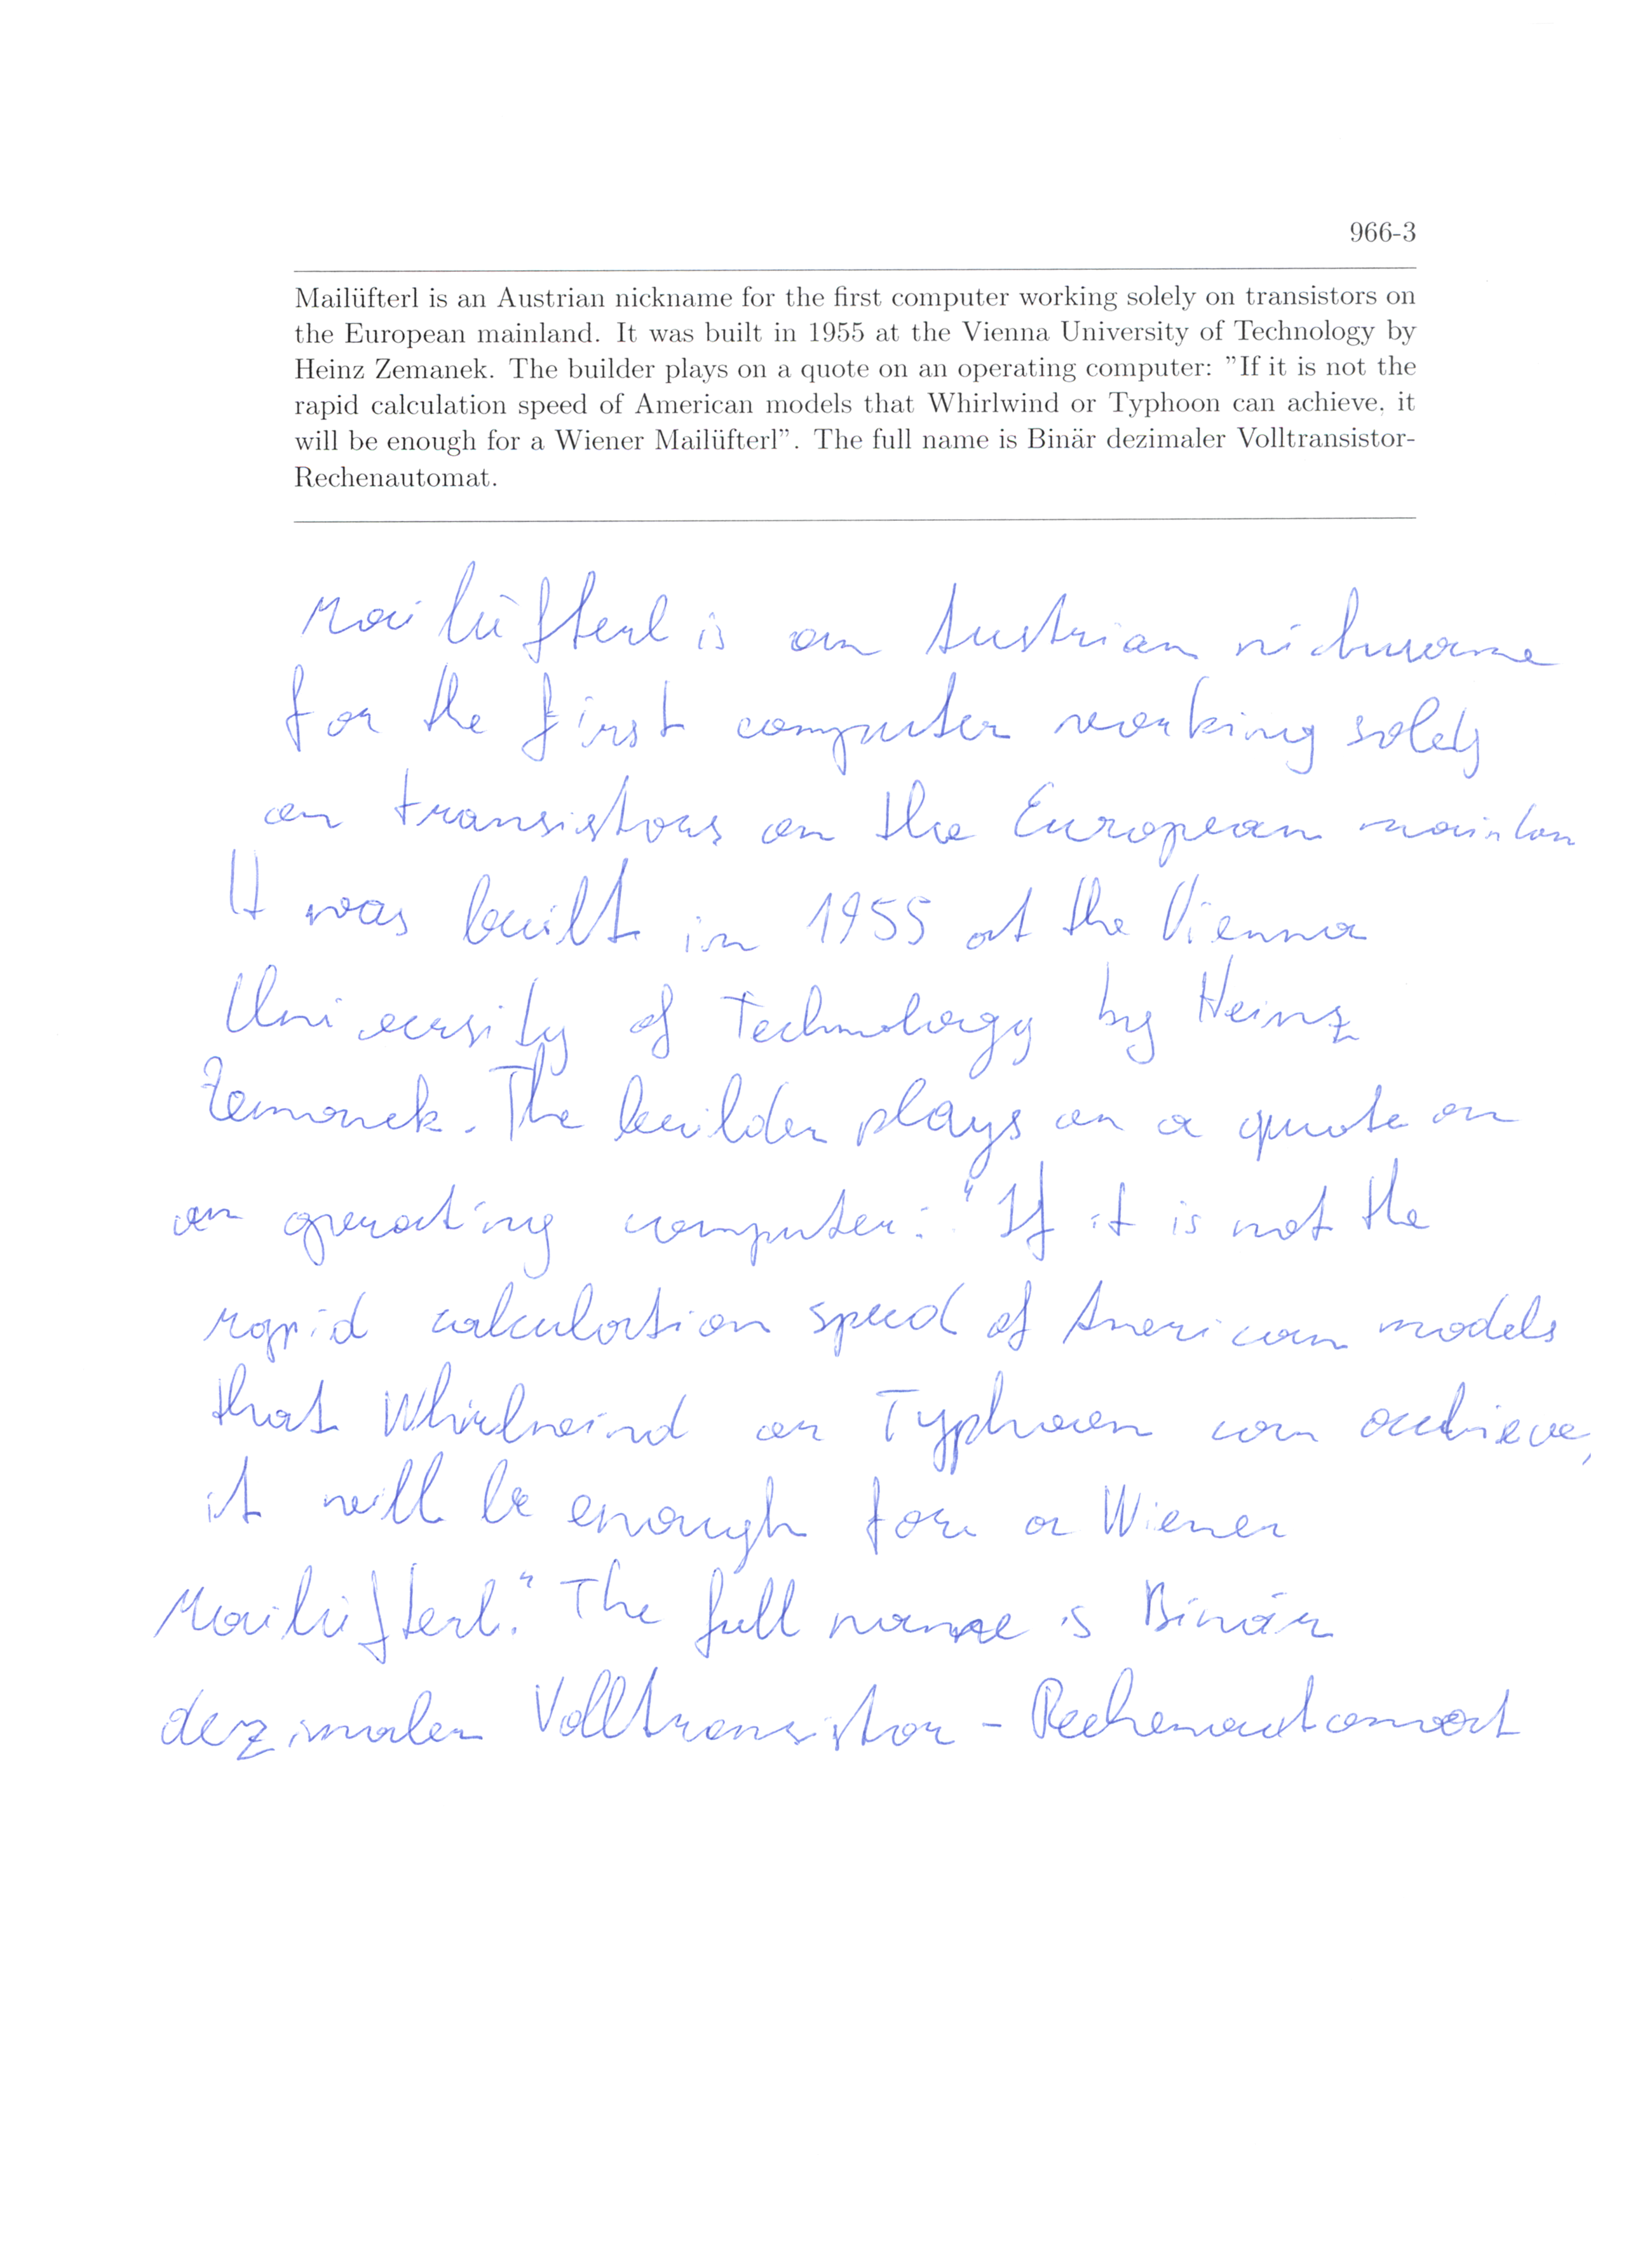 966-3
Mailüfterl is an Austrian nickname for the first computer working solely on transistors on
the European mainland. It was built in 1955 at the Vienna University of Technology by
Heinz Zemanek. The builder plays on a quote on an operating computer: "If it is not the
rapid calculation speed of American models that Whirlwind or Typhoon can achieve, it
will be enough for a Wiener Mailüfterl". The full name is Binär dezimaler Volltransistor-
Rechenautomat.
Mailüfterl is an Austrian nickname
for the first computer working solely
on transistors on the European mainlan
It was built in 1955 at the Vienna
University of Technology by Heinz
Zemanek. The builder plays on a quote on
an operating computer: "If it is not the
rapid calculation speed of American models
that Whirlwind or Typhoon can achieve,
it will be enough for a Wiener
Mailüfterl." The full name is Binär
dezimaler Volltransistor - Rechenautomat